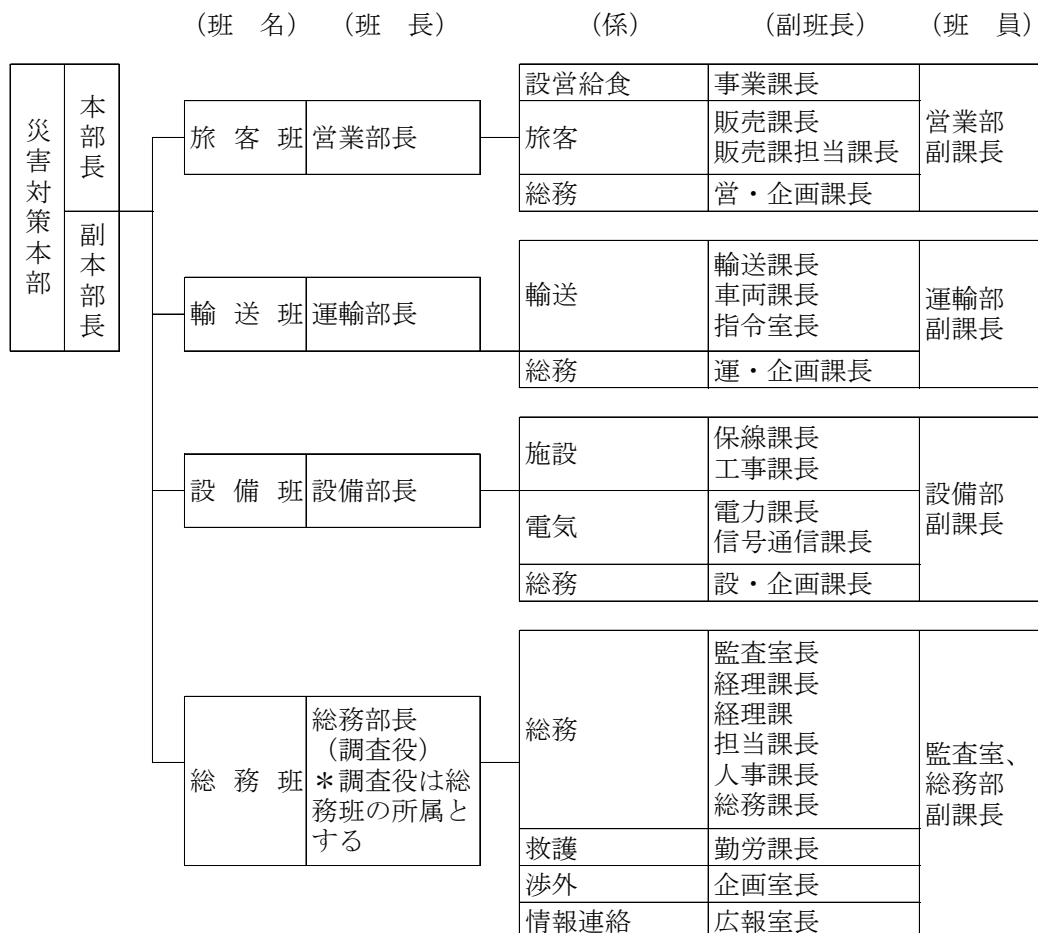 （班　名）　（班　長）　（係）　（副班長）　（班　員）
災害対策本部
本部長
副本部長
旅　客　班
営業部長
設営給食
事業課長
旅客
販売課長
販売課担当課長
総務
営・企画課長
営業部
副課長
輸　送　班
運輸部長
輸送
輸送課長
車両課長
指令室長
総務
運・企画課長
運輸部
副課長
設　備　班
設備部長
施設
保線課長
工事課長
電気
電力課長
信号通信課長
総務
設・企画課長
設備部
副課長
総　務　班
総務部長
（調査役）
＊調査役は総
務班の所属と
する
総務
監査室長
経理課長
経理課
担当課長
人事課長
総務課長
救護
勤労課長
渉外
企画室長
情報連絡
広報室長
監査室、
総務部
副課長